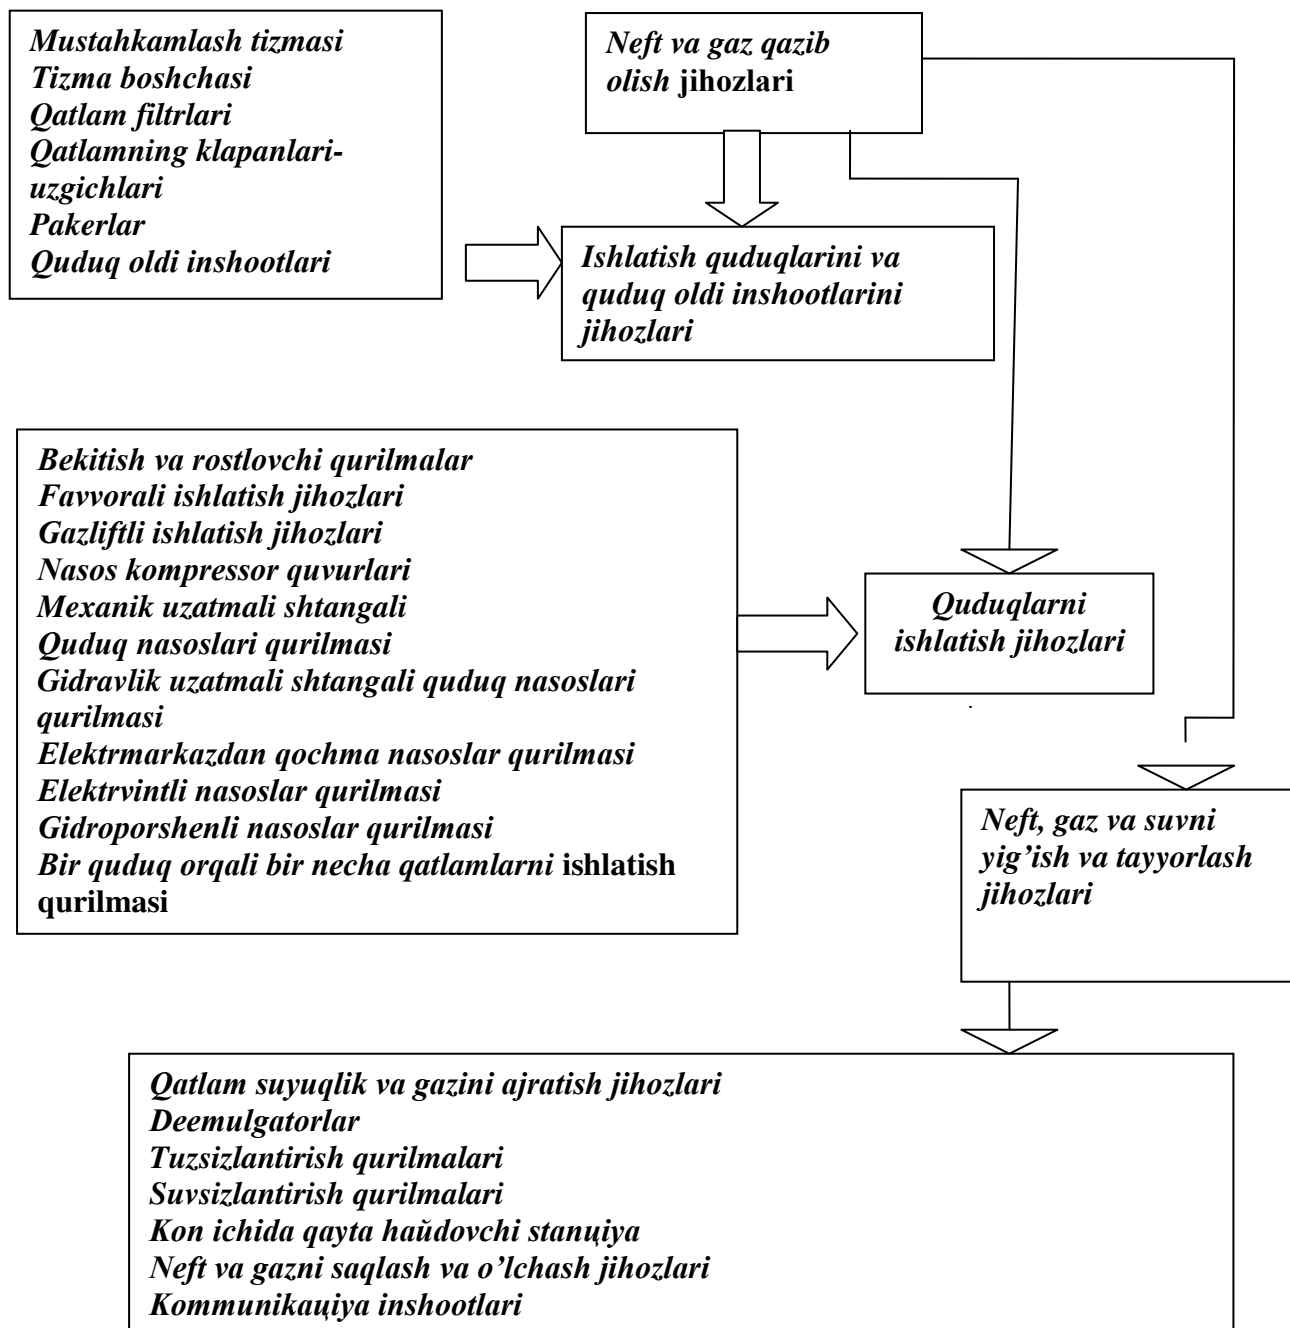 Mustahkamlash tizmasi
Tizma boshchasi
Qatlam filtrlari
Qatlamning klapanlari-
uzgichlari
Pakerlar
Quduq oldi inshootlari
Neft va gaz qazib
olish jihozlari
Ishlatish quduqlarini va
quduq oldi inshootlarini
jihozlari
Bekitish va rostlovchi qurilmalar
Favvorali ishlatish jihozlari
Gazliftli ishlatish jihozlari
Nasos kompressor quvurlari
Mexanik uzatmali shtangali
Quduq nasoslari qurilmasi
Gidravlik uzatmali shtangali quduq nasoslari
qurilmasi
Elektrmarkazdan qochma nasoslar qurilmasi
Elektrvintli nasoslar qurilmasi
Gidroporshenli nasoslar qurilmasi
Bir quduq orqali bir necha qatlamlarni ishlatish
qurilmasi
Quduqlarni
ishlatish jihozlari
Neft, gaz va suvni
yig’ish va tayyorlash
jihozlari
Qatlam suyuqlik va gazini ajratish jihozlari
Deemulgatorlar
Tuzsizlantirish qurilmalari
Suvsizlantirish qurilmalari
Kon ichida qayta haйdovchi stanцiya
Neft va gazni saqlash va o’lchash jihozlari
Kommunikaцiya inshootlari